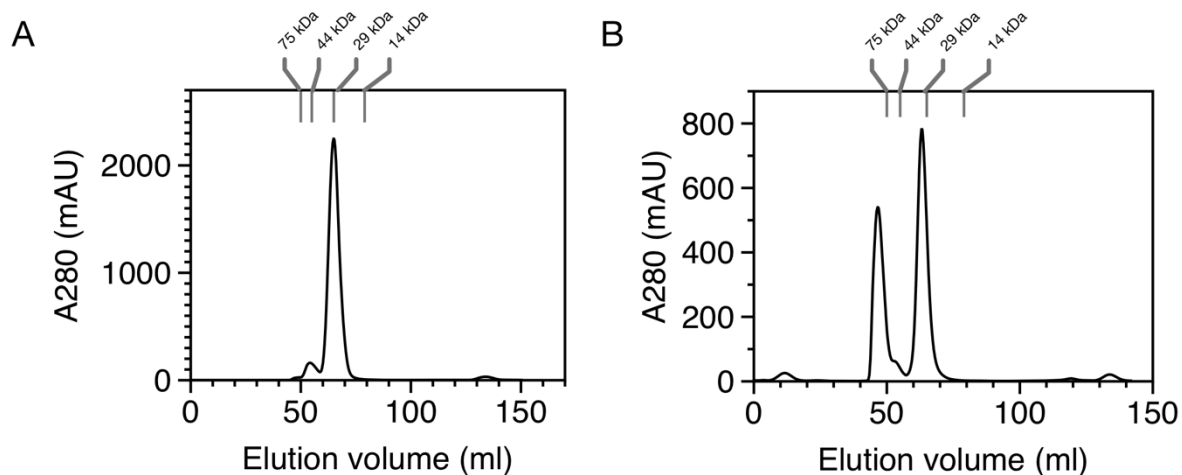 A
75 kDa
44 kDa
29 kDa
14 kDa
A280 (mAU)
2000
1000
0
0
50
100
150
Elution volume (ml)
B
75 kDa
44 kDa
29 kDa
14 kDa
A280 (mAU)
800
600
400
200
0
0
50
100
150
Elution volume (ml)